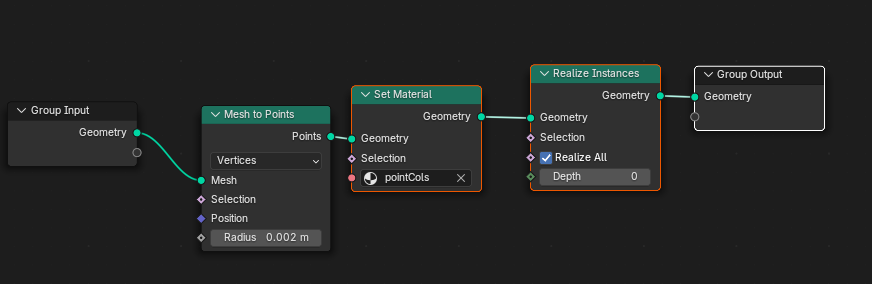 Group Input
Geometry
Mesh to Points
Points
Vertices
Mesh
Selection
Position
Radius 0.002 m
Set Material
Geometry
Geometry
Selection
pointCols
Realize Instances
Geometry
Geometry
Selection
Realize All
Depth 0
Group Output
Geometry